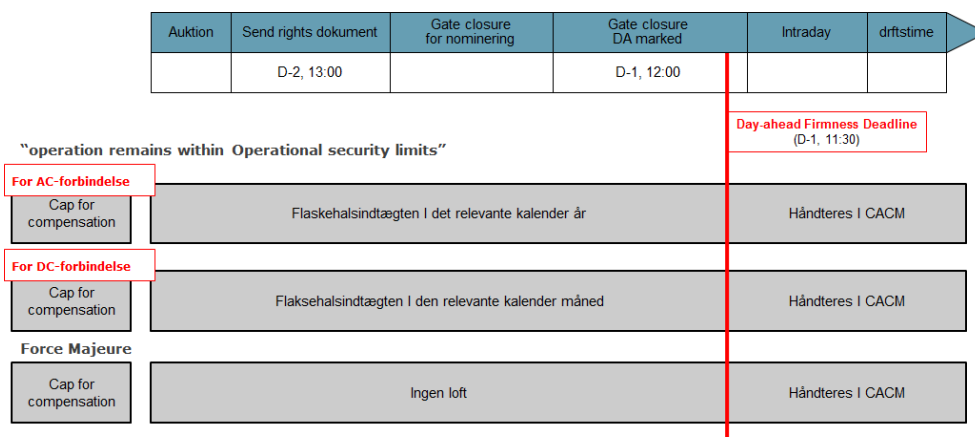 Auktion
Send rights dokument
Gate closure
for nominering
Gate closure
DA marked
Intraday
drftstime
D-2, 13:00
D-1, 12:00
Day-ahead Firmness Deadline
(D-1, 11:30)
“operation remains within Operational security limits”
For AC-forbindelse
Cap for
compensation
Flaskehalsindtægten I det relevante kalender år
Håndteres I CACM
For DC-forbindelse
Cap for
compensation
Flaksehalsindtægten I den relevante kalender måned
Håndteres I CACM
Force Majeure
Cap for
compensation
Ingen loft
Håndteres I CACM